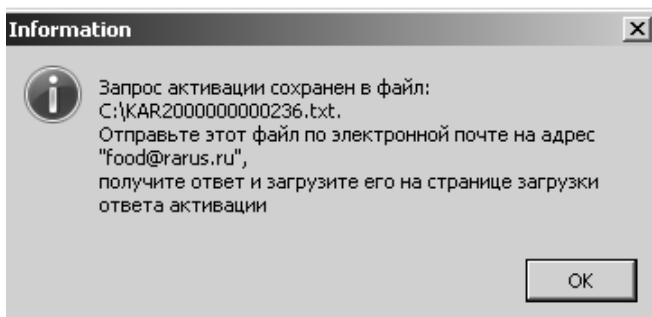 Information
Запрос активации сохранен в файл:
C:\KAR2000000000236.txt.
Отправьте этот файл по электронной почте на адрес
"food@rarus.ru",
получите ответ и загрузите его на странице загрузки
ответа активации
OK